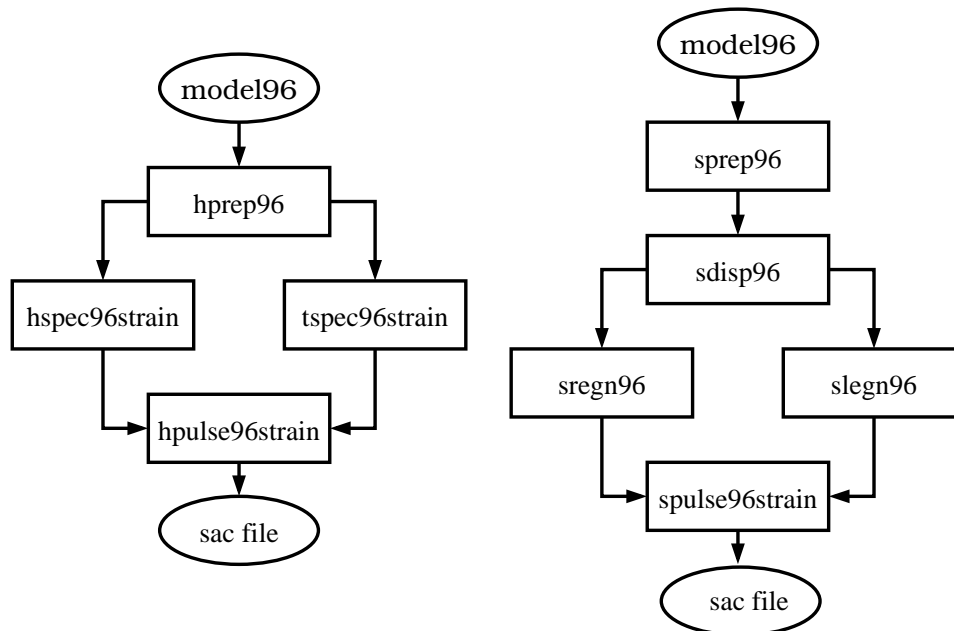 model96
hprep96
hspec96strain
tspec96strain
hpulse96strain
sac file
model96
sprep96
sdisp96
sregn96
slegn96
spulse96strain
sac file